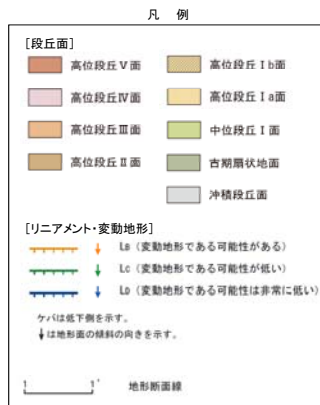 凡 例
[段丘面]
高位段丘Ⅴ面
高位段丘Ⅰb面
高位段丘Ⅳ面
高位段丘Ⅰa面
高位段丘Ⅲ面
中位段丘Ⅰ面
高位段丘Ⅱ面
古期扇状地面
沖積段丘面
[リニアメント・変動地形]
LB (変動地形である可能性がある)
LC (変動地形である可能性が低い)
LD (変動地形である可能性は非常に低い)
ケバは低下側を示す。
↓は地形面の傾斜の向きを示す。
1 1' 地形断面線